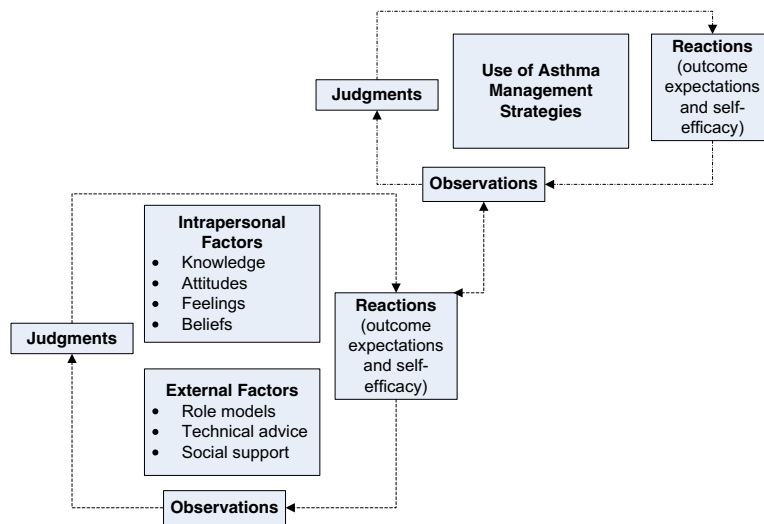 Judgments
Use of Asthma
Management
Strategies
Reactions
(outcome
expectations
and self-
efficacy)
Observations
Intrapersonal
Factors
• Knowledge
• Attitudes
• Feelings
• Beliefs
Judgments
Reactions
(outcome
expectations
and self-
efficacy)
External Factors
• Role models
• Technical advice
• Social support
Observations